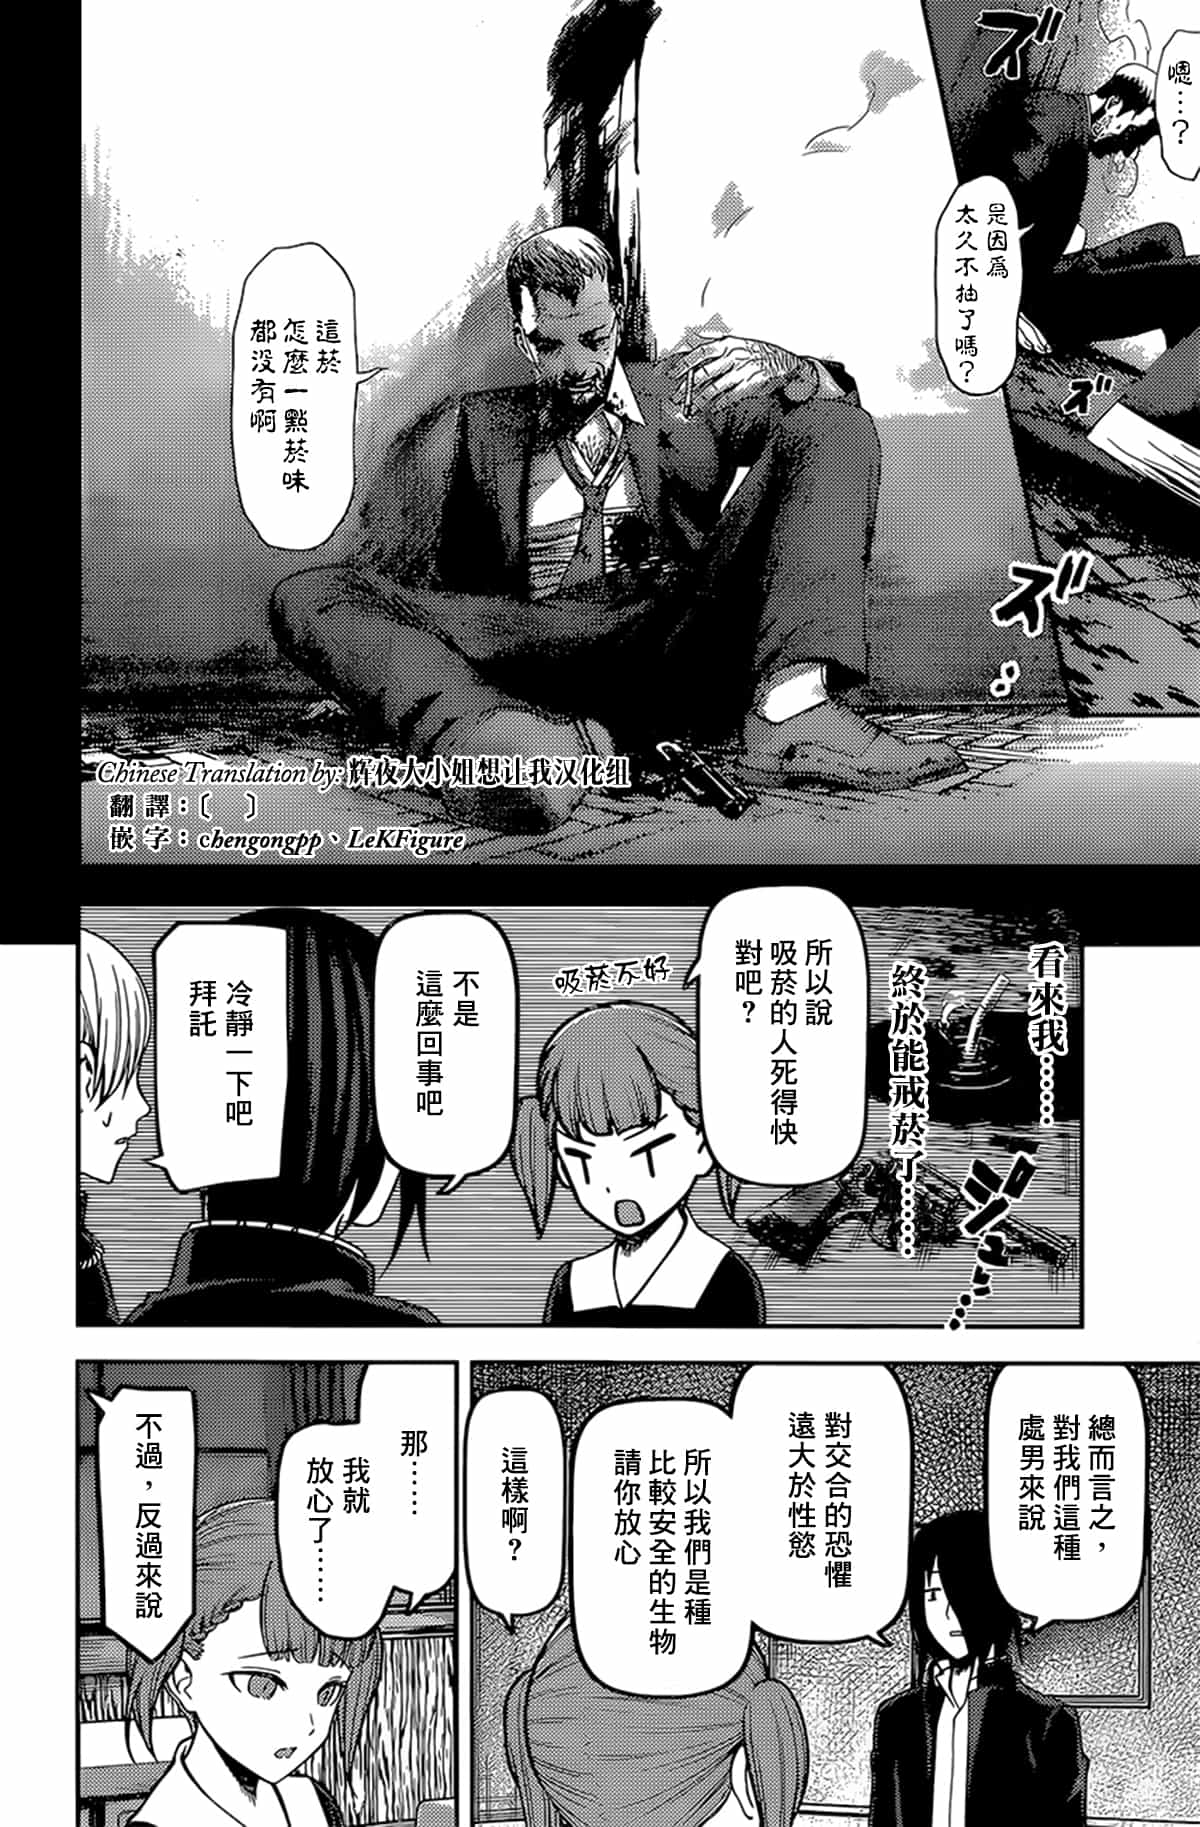 嗯…？
ズズ
是因爲
太久不抽了嗎？
ズ
ズ
這菸
怎麼一點菸味
都没有啊
Chinese Translation by: 辉夜大小姐想让我汉化组
翻譯：〔　〕
嵌字：chengongpp、LeKFigure
看來我……
終於能戒菸了……
所以說
吸菸的人死得快
對吧？
吸菸不好
不是
這麼回事吧
冷靜一下吧
拜託
總而言之，
對我們這種
處男來說
對交合的恐懼
遠大於性慾
所以我們是種
比較安全的生物
請你放心
這樣啊？
那……
我就
放心了……
不過，反過來說